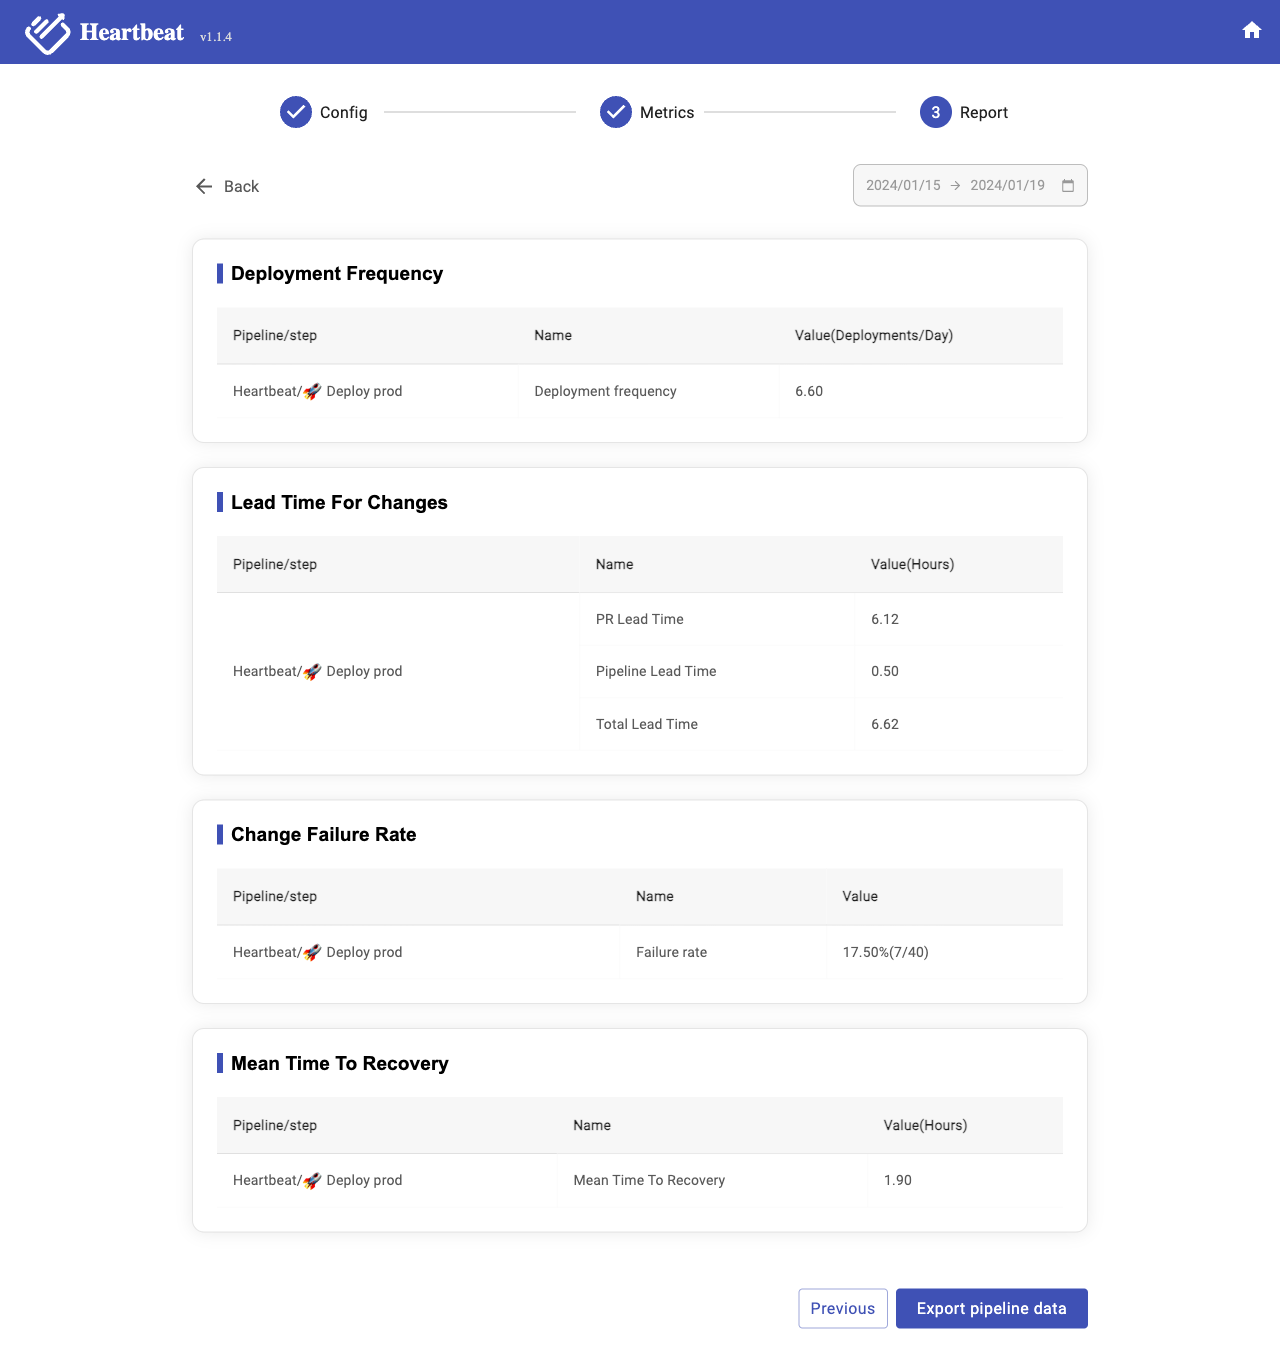 Heartbeat v1.1.4
Config Metrics 3 Report
Back 2024/01/15 → 2024/01/19
Deployment Frequency
Pipeline/step Name Value(Deployments/Day)
Heartbeat/🚀 Deploy prod Deployment frequency 6.60
Lead Time For Changes
Pipeline/step Name Value(Hours)
PR Lead Time 6.12
Heartbeat/🚀 Deploy prod Pipeline Lead Time 0.50
Total Lead Time 6.62
Change Failure Rate
Pipeline/step Name Value
Heartbeat/🚀 Deploy prod Failure rate 17.50%(7/40)
Mean Time To Recovery
Pipeline/step Name Value(Hours)
Heartbeat/🚀 Deploy prod Mean Time To Recovery 1.90
Previous Export pipeline data